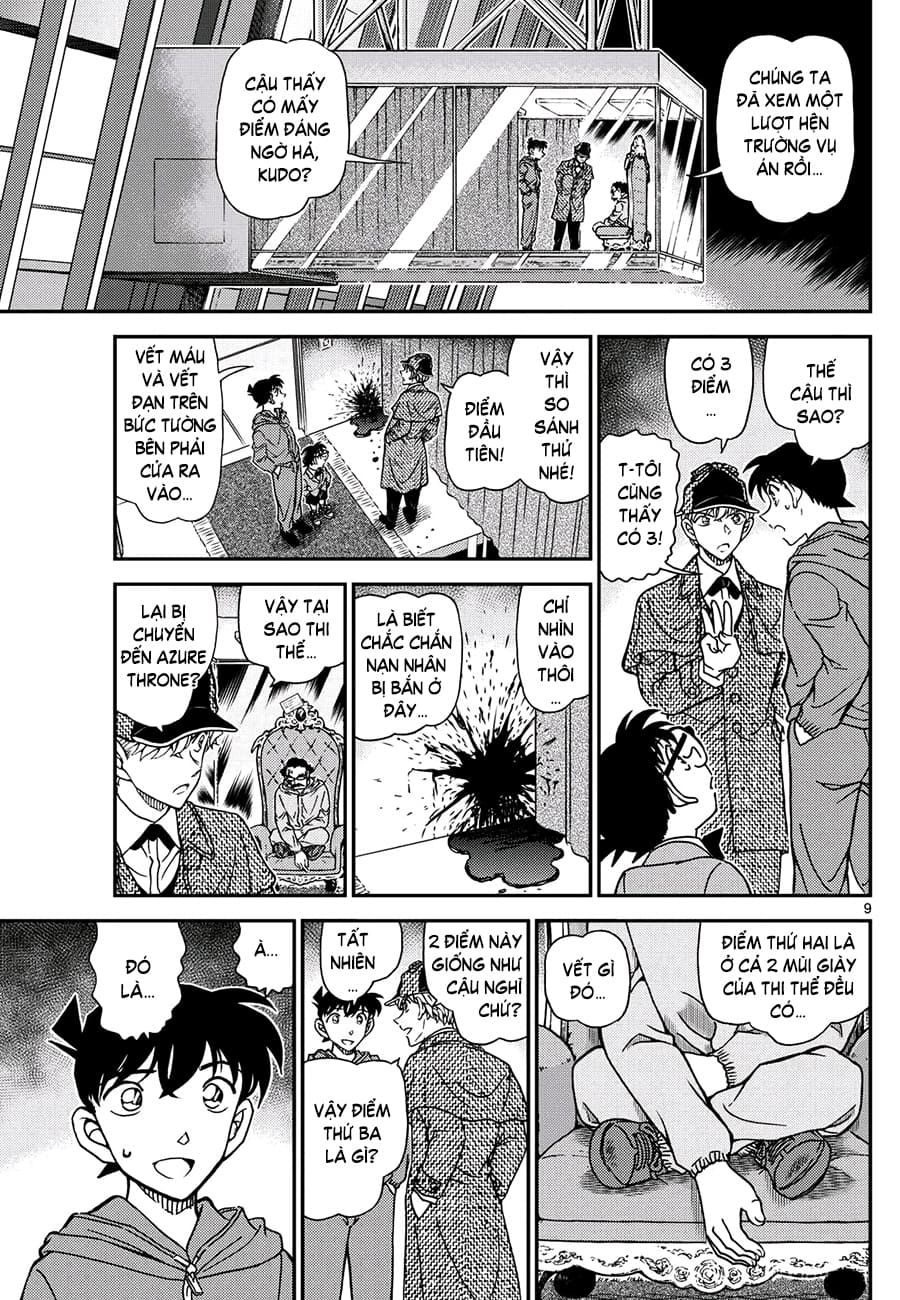 CHÚNG TA
ĐÃ XEM MỘT
LƯỢT HỆN
TRƯỜNG VỤ
ÁN RỒI...
CẬU THẤY
CÓ MẤY
ĐIỂM ĐÁNG
NGỜ HẢ,
KUDO?
THẾ
CẬU THÌ
SAO?
CÓ 3
ĐIỂM
...
T-TÔI
CŨNG
THẤY
CÓ 3!
VẬY
THÌ
SO
SÁNH
THỬ
NHÉ!
ĐIỂM
ĐẦU
TIÊN!
VẾT MÁU
VÀ VẾT
ĐẠN TRÊN
BỨC TƯỜNG
BÊN PHẢI
CỬA RA
VÀO...
CHỈ
NHÌN
VÀO
THÔI
...
LÀ BIẾT
CHẮC CHẮN
NẠN NHÂN
BỊ BẮN Ở
ĐÂY...
VẬY TẠI
SAO THI
THỂ...
LẠI BỊ
CHUYỂN
ĐẾN AZURE
THRONE?
9
ĐIỂM THỨ HAI LÀ
Ở CẢ 2 MŨI GIÀY
CỦA THI THỂ ĐỀU
CÓ...
VẾT GÌ
ĐÓ...
2 ĐIỂM NÀY
GIỐNG NHƯ
CẬU NGHĨ
CHỨ?
TẤT
NHIÊN
...
VẬY ĐIỂM
THỨ BA
LÀ GÌ?
À...
ĐÓ
LÀ...